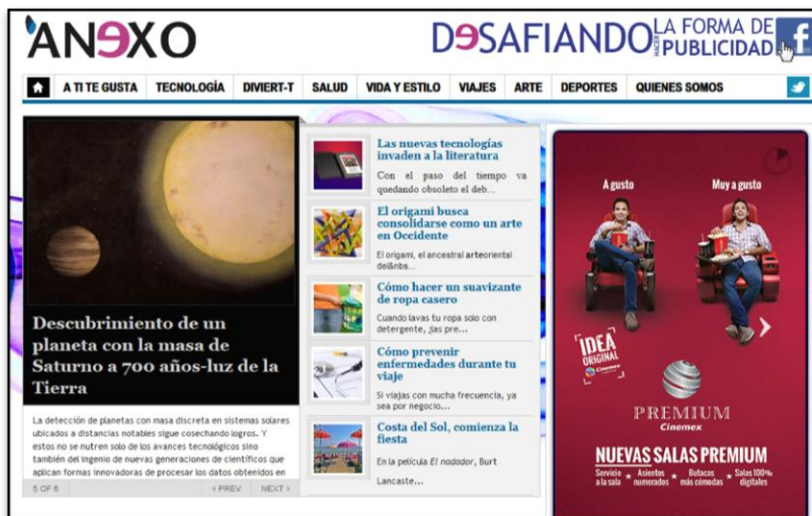 ANEXO
DESAFIANDO LA FORMA DE
HACER PUBLICIDAD
f
A TI TE GUSTA TECNOLOGÍA DIVIERT-T SALUD VIDA Y ESTILO VIAJES ARTE DEPORTES QUIENES SOMOS
Descubrimiento de un
planeta con la masa de
Saturno a 700 años-luz de la
Tierra
La detección de planetas con masa discreta en sistemas solares
ubicados a distancias notables sigue cosechando logros. Y
estos no se nutren solo de los avances tecnológicos sino
también del ingenio de nuevas generaciones de científicos que
aplican formas innovadoras de procesar los datos obtenidos en
5 OF 6 ‹ PREV NEXT ›
Las nuevas tecnologías
invaden a la literatura
Con el paso del tiempo va
quedando obsoleto el deb...
El origami busca
consolidarse como un arte
en Occidente
El origami, el ancestral arteoriental
del&nbs...
Cómo hacer un suavizante
de ropa casero
Cuando lavas tu ropa solo con
detergente, ¡las pre...
Cómo prevenir
enfermedades durante tu
viaje
Si viajas con mucha frecuencia, ya
sea por negocio...
Costa del Sol, comienza la
fiesta
En la película El nadador, Burt
Lancaste...
A gusto Muy a gusto
IDEA
ORIGINAL
Cinemex
PREMIUM
Cinemex
NUEVAS SALAS PREMIUM
Servicio a la sala ★ Asientos numerados ★ Butacas más cómodas ★ Salas 100% digitales